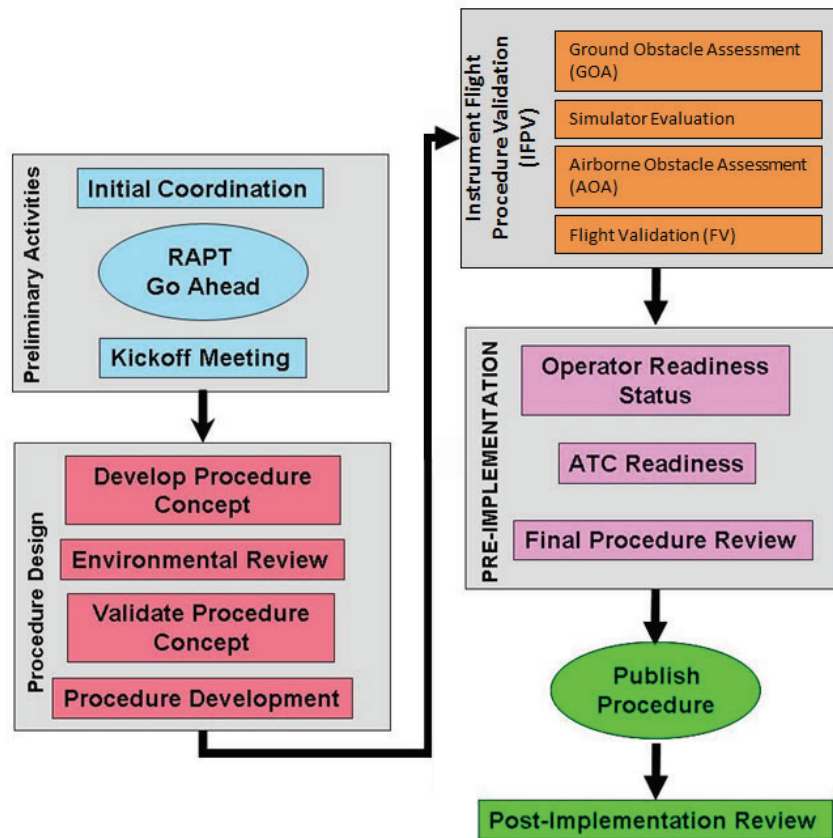 Preliminary Activities
Initial Coordination
RAPT
Go Ahead
Kickoff Meeting
Procedure Design
Develop Procedure
Concept
Environmental Review
Validate Procedure
Concept
Procedure Development
Instrument Flight
Procedure Validation
(IFPV)
Ground Obstacle Assessment
(GOA)
Simulator Evaluation
Airborne Obstacle Assessment
(AOA)
Flight Validation (FV)
PRE-IMPLEMENTATION
Operator Readiness
Status
ATC Readiness
Final Procedure Review
Publish
Procedure
Post-Implementation Review